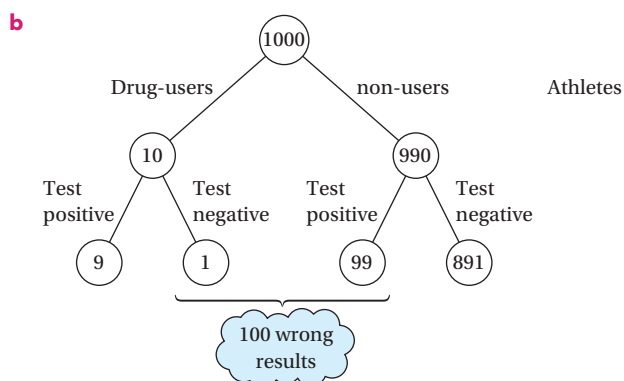 b
1000
Drug-users
non-users
Athletes
10
990
Test
positive
Test
negative
Test
positive
Test
negative
9
1
99
891
100 wrong
results